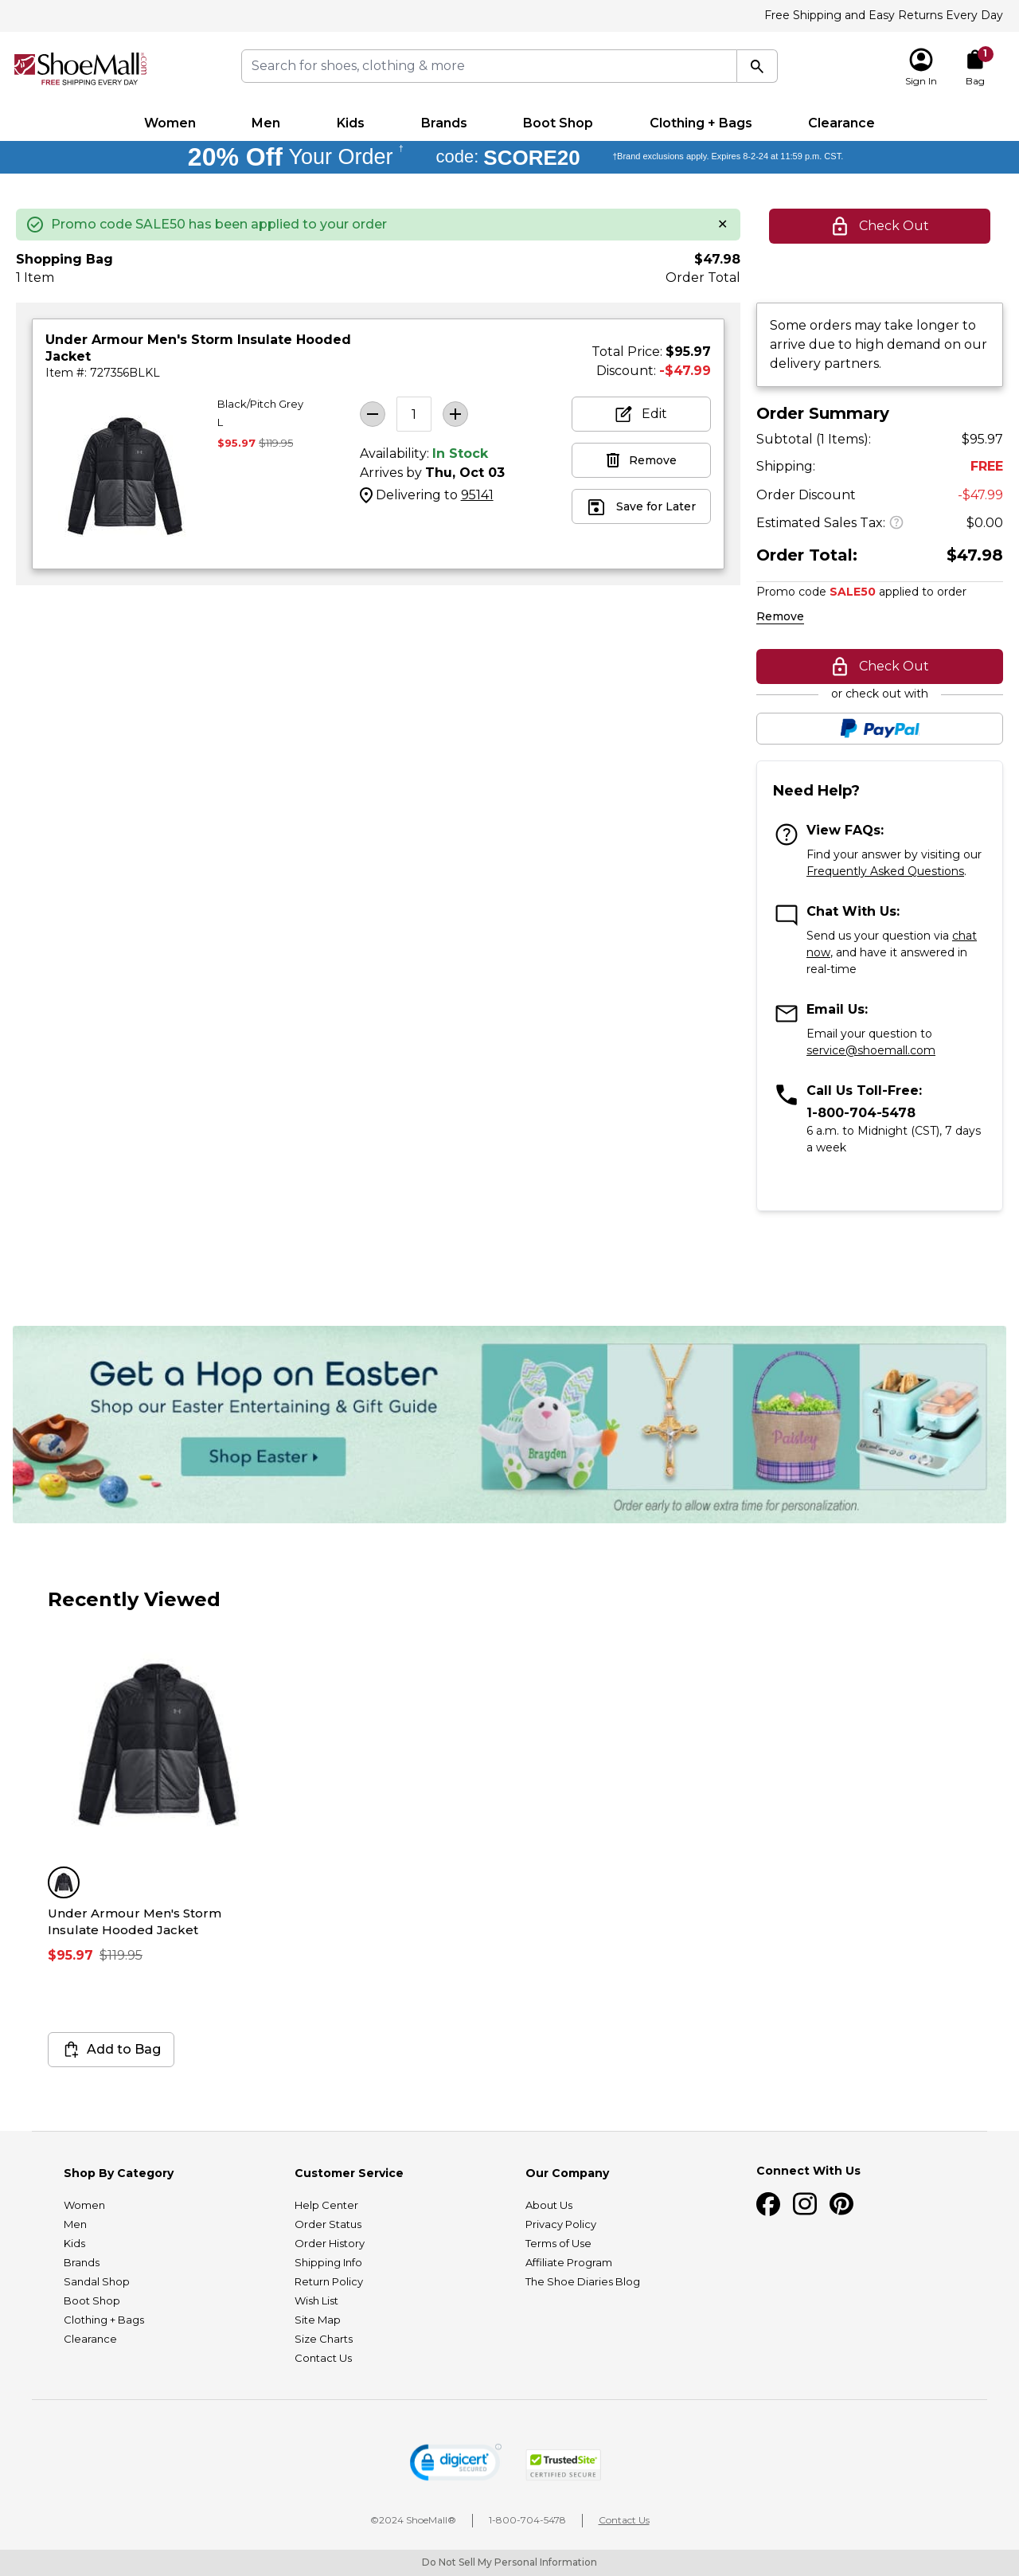 Free Shipping and Easy Returns Every Day
ShoeMall.com
FREE SHIPPING EVERY DAY
Search for shoes, clothing & more
Sign In
1
Bag
Women
Men
Kids
Brands
Boot Shop
Clothing + Bags
Clearance
20% Off Your Order † code: SCORE20 †Brand exclusions apply. Expires 8-2-24 at 11:59 p.m. CST.
Promo code SALE50 has been applied to your order
Check Out
Shopping Bag
$47.98
1 Item
Order Total
Under Armour Men's Storm Insulate Hooded
Jacket
Item #: 727356BLKL
Total Price: $95.97
Discount: -$47.99
Black/Pitch Grey
L
$95.97 $119.95
1
Availability: In Stock
Arrives by Thu, Oct 03
Delivering to 95141
Edit
Remove
Save for Later
Some orders may take longer to
arrive due to high demand on our
delivery partners.
Order Summary
Subtotal (1 Items): $95.97
Shipping: FREE
Order Discount -$47.99
Estimated Sales Tax: ? $0.00
Order Total: $47.98
Promo code SALE50 applied to order
Remove
Check Out
or check out with
PayPal
Need Help?
View FAQs:
Find your answer by visiting our
Frequently Asked Questions.
Chat With Us:
Send us your question via chat
now, and have it answered in
real-time
Email Us:
Email your question to
service@shoemall.com
Call Us Toll-Free:
1-800-704-5478
6 a.m. to Midnight (CST), 7 days
a week
Get a Hop on Easter
Shop our Easter Entertaining & Gift Guide
Shop Easter
Brayden
Paisley
Order early to allow extra time for personalization.
Recently Viewed
Under Armour Men's Storm
Insulate Hooded Jacket
$95.97 $119.95
Add to Bag
Shop By Category
Women
Men
Kids
Brands
Sandal Shop
Boot Shop
Clothing + Bags
Clearance
Customer Service
Help Center
Order Status
Order History
Shipping Info
Return Policy
Wish List
Site Map
Size Charts
Contact Us
Our Company
About Us
Privacy Policy
Terms of Use
Affiliate Program
The Shoe Diaries Blog
Connect With Us
digicert
SECURED
TrustedSite
CERTIFIED SECURE
©2024 ShoeMall®
1-800-704-5478
Contact Us
Do Not Sell My Personal Information